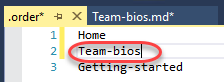 .order*
Team-bios.md*
1 Home
2 Team-bios
3 Getting-started